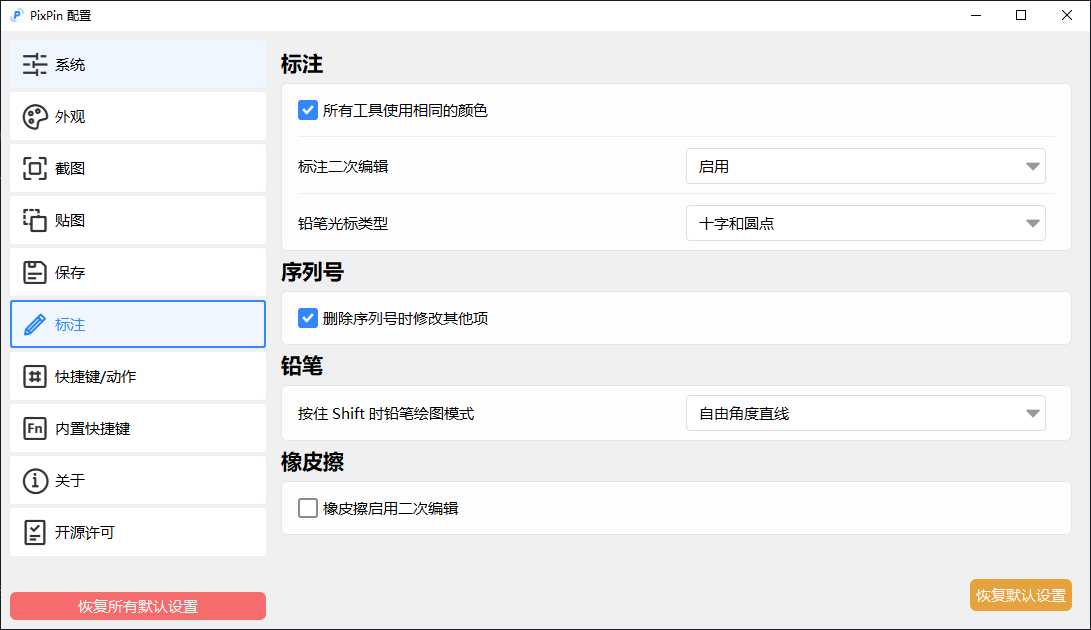 PixPin 配置
系统
外观
截图
贴图
保存
标注
快捷键/动作
内置快捷键
关于
开源许可
恢复所有默认设置
标注
所有工具使用相同的颜色
标注二次编辑
启用
铅笔光标类型
十字和圆点
序列号
删除序列号时修改其他项
铅笔
按住 Shift 时铅笔绘图模式
自由角度直线
橡皮擦
橡皮擦启用二次编辑
恢复默认设置